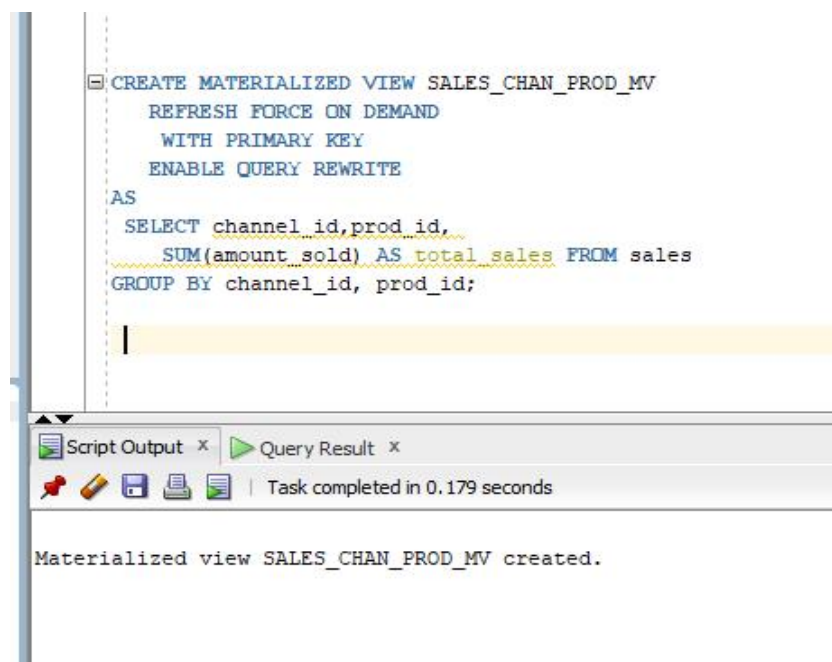 CREATE MATERIALIZED VIEW SALES_CHAN_PROD_MV
REFRESH FORCE ON DEMAND
WITH PRIMARY KEY
ENABLE QUERY REWRITE
AS
SELECT channel_id,prod_id,
SUM(amount_sold) AS total_sales FROM sales
GROUP BY channel_id, prod_id;
Script Output x Query Result x
Task completed in 0.179 seconds
Materialized view SALES_CHAN_PROD_MV created.